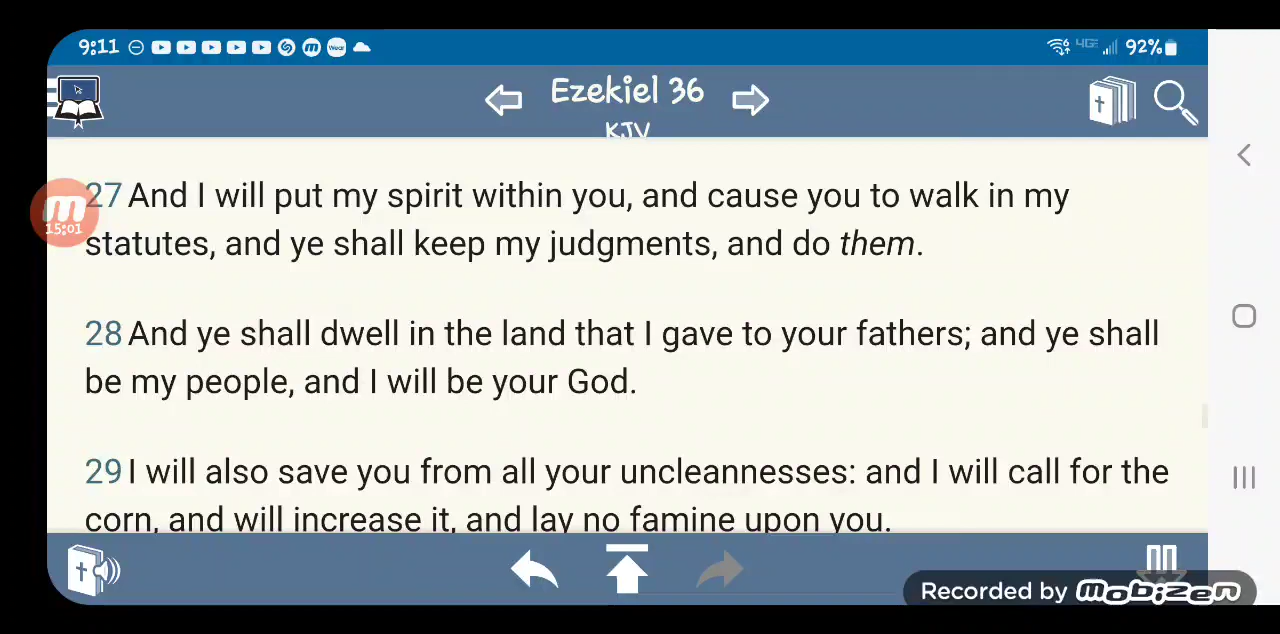 9:11 Wear 6 4GE 92%
Ezekiel 36
KJV
27 And I will put my spirit within you, and cause you to walk in my
15:01
statutes, and ye shall keep my judgments, and do them.
28 And ye shall dwell in the land that I gave to your fathers; and ye shall
be my people, and I will be your God.
29 I will also save you from all your uncleannesses: and I will call for the
corn, and will increase it, and lay no famine upon you.
Recorded by mobizen